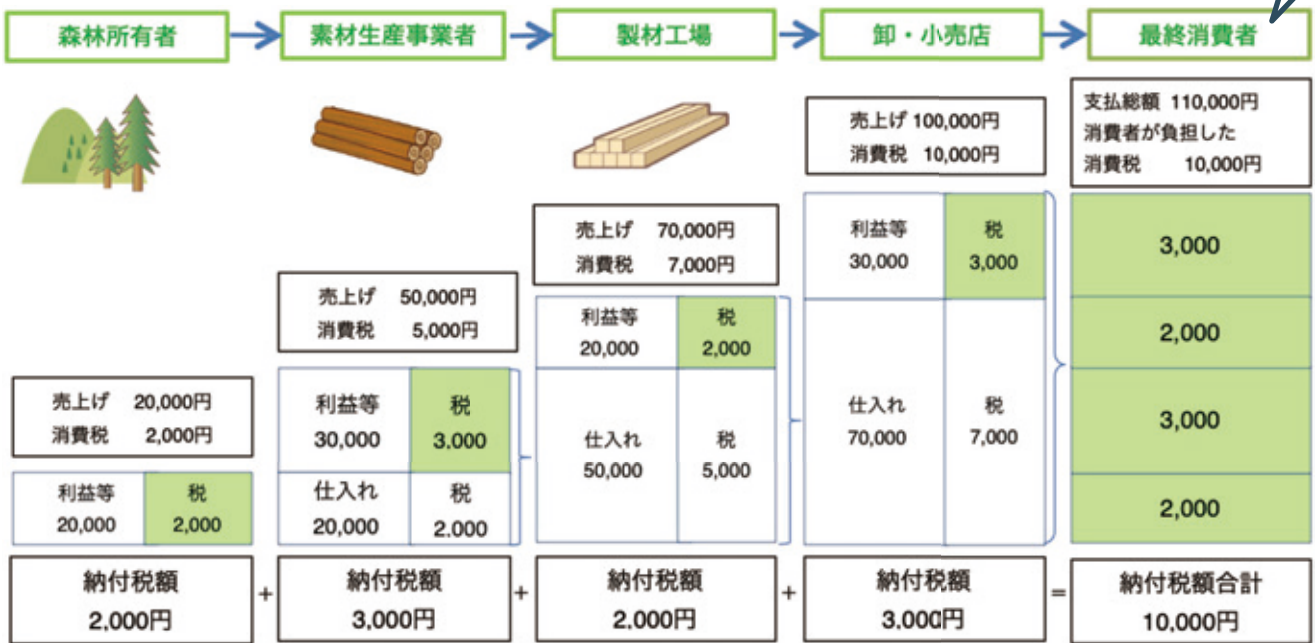 森林所有者
素材生産事業者
製材工場
卸・小売店
最終消費者
売上げ 20,000円
消費税 2,000円
利益等
20,000
税
2,000
売上げ 50,000円
消費税 5,000円
利益等
30,000
税
3,000
仕入れ
20,000
税
2.000
売上げ 70,000円
消費税 7,000円
利益等
20,000
税
2,000
仕入れ
50,000
税
5,000
売上げ 100,000円
消費税 10,000円
利益等
30,000
税
3,000
仕入れ
70,000
税
7,000
支払総額 110,000円
消費者が負担した
消費税 10,000円
3,000
2,000
3,000
2,000
納付税額
2,000円
+
納付税額
3,000円
+
納付税額
2,000円
+
納付税額
3,000円
=
納付税額合計
10,000円